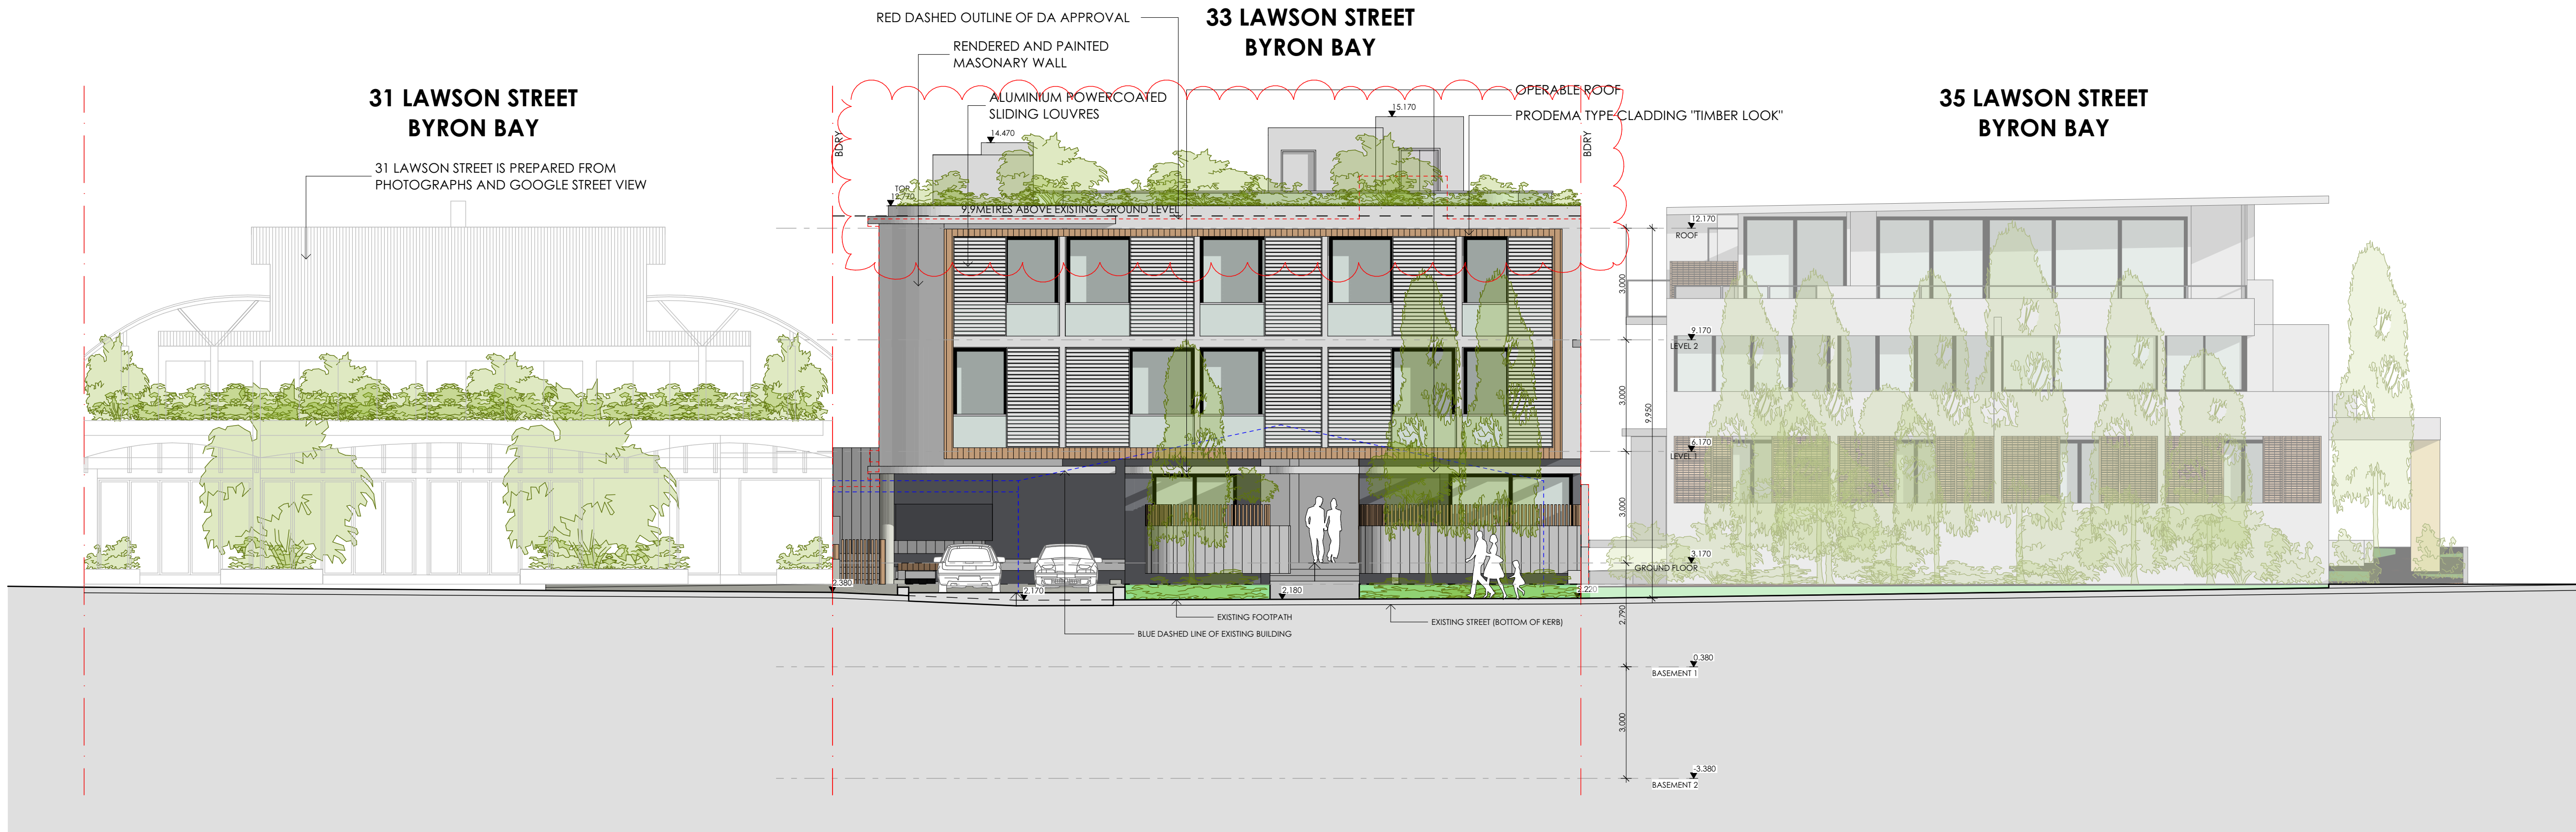 RED DASHED OUTLINE OF DA APPROVAL
33 LAWSON STREET
BYRON BAY
RENDERED AND PAINTED
MASONARY WALL
31 LAWSON STREET
BYRON BAY
ALUMINIUM POWERCOATED
SLIDING LOUVRES
OPERABLE ROOF
PRODEMA TYPE CLADDING "TIMBER LOOK"
35 LAWSON STREET
BYRON BAY
31 LAWSON STREET IS PREPARED FROM
PHOTOGRAPHS AND GOOGLE STREET VIEW
BDRY
BDRY
14.470
15.170
TOR
12.770
9.9METRES ABOVE EXISTING GROUND LEVEL
12.170
ROOF
3,000
9.170
LEVEL 2
3,000
9,950
6.170
LEVEL 1
3,000
3.170
GROUND FLOOR
2.380
2.170
2.180
2.220
EXISTING FOOTPATH
EXISTING STREET (BOTTOM OF KERB)
BLUE DASHED LINE OF EXISTING BUILDING
2,790
0.380
BASEMENT 1
3,000
-3.380
BASEMENT 2